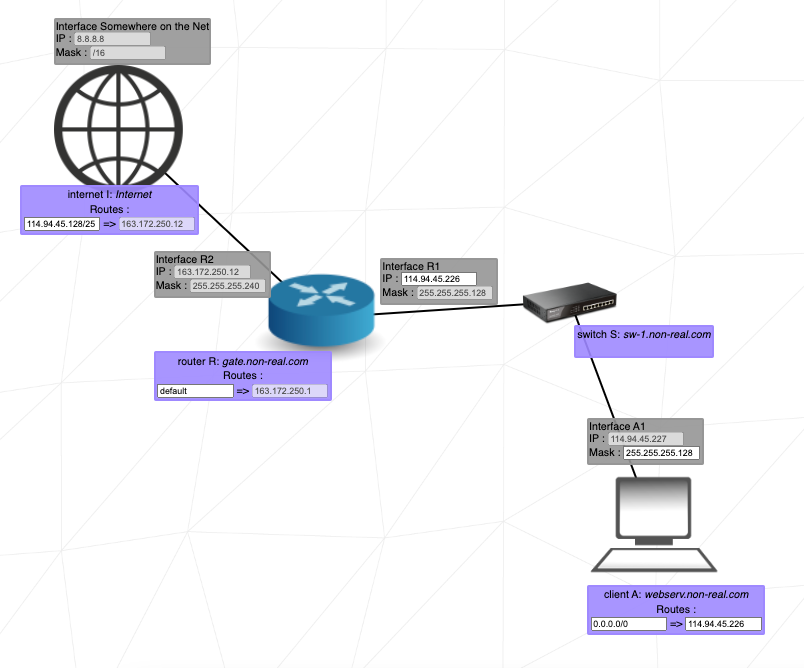 Interface Somewhere on the Net
IP : 8.8.8.8
Mask : /16
internet I: Internet
Routes :
114.94.45.128/25 => 163.172.250.12
Interface R2
IP : 163.172.250.12
Mask : 255.255.255.240
Interface R1
IP : 114.94.45.226
Mask : 255.255.255.128
router R: gate.non-real.com
Routes :
default => 163.172.250.1
switch S: sw-1.non-real.com
Interface A1
IP : 114.94.45.227
Mask : 255.255.255.128
client A: webserv.non-real.com
Routes :
0.0.0.0/0 => 114.94.45.226